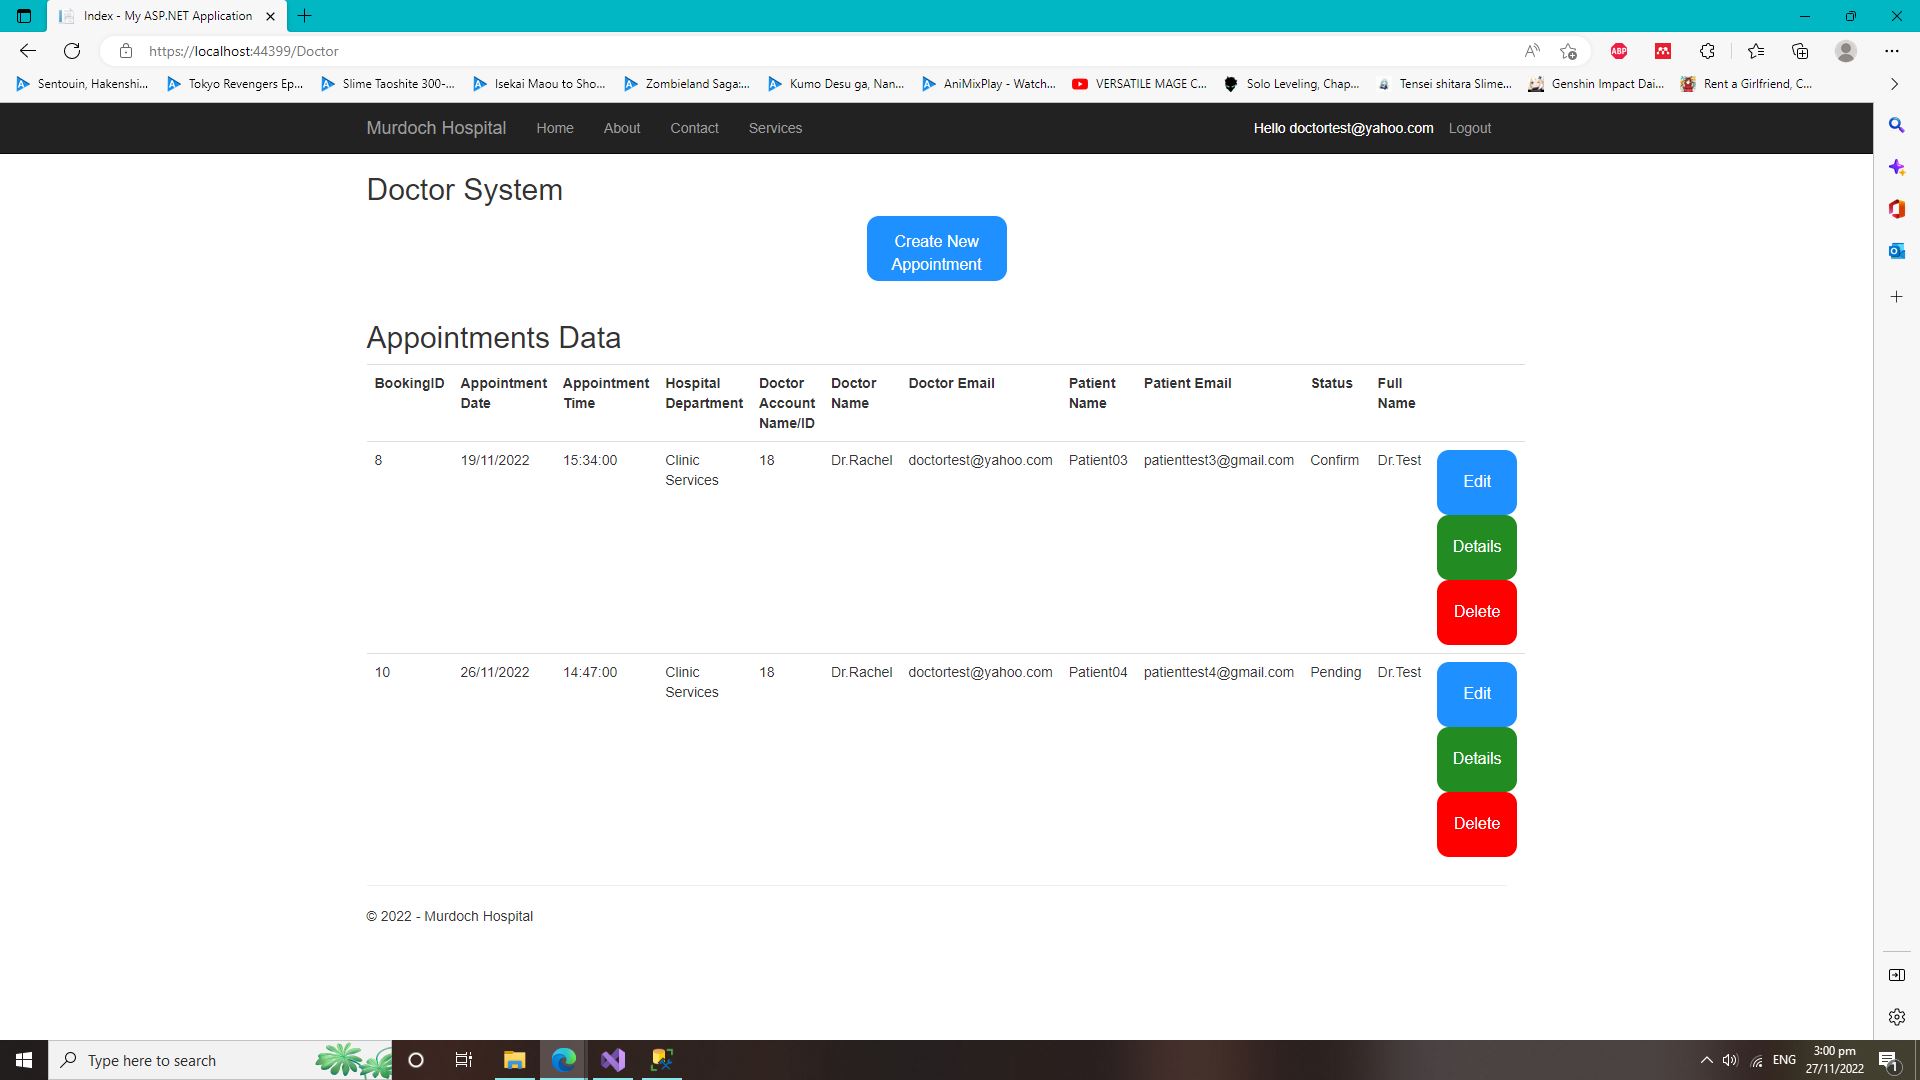 Index - My ASP.NET Application
https://localhost:44399/Doctor
ABP
Sentouin, Hakenshi...
Tokyo Revengers Ep...
Slime Taoshite 300-...
Isekai Maou to Sho...
Zombieland Saga:...
Kumo Desu ga, Nan...
AniMixPlay - Watch...
VERSATILE MAGE C...
Solo Leveling, Chap...
Tensei shitara Slime...
Genshin Impact Dai...
Rent a Girlfriend, C...
Murdoch Hospital Home About Contact Services Hello doctortest@yahoo.com Logout
Doctor System
Create New
Appointment
Appointments Data
BookingID Appointment Appointment Hospital Doctor Doctor Doctor Email Patient Patient Email Status Full
Date Time Department Account Name Name Name
Name/ID
8 19/11/2022 15:34:00 Clinic 18 Dr.Rachel doctortest@yahoo.com Patient03 patienttest3@gmail.com Confirm Dr.Test
Services
Edit
Details
Delete
10 26/11/2022 14:47:00 Clinic 18 Dr.Rachel doctortest@yahoo.com Patient04 patienttest4@gmail.com Pending Dr.Test
Services
Edit
Details
Delete
© 2022 - Murdoch Hospital
Type here to search
ENG
3:00 pm
27/11/2022
1